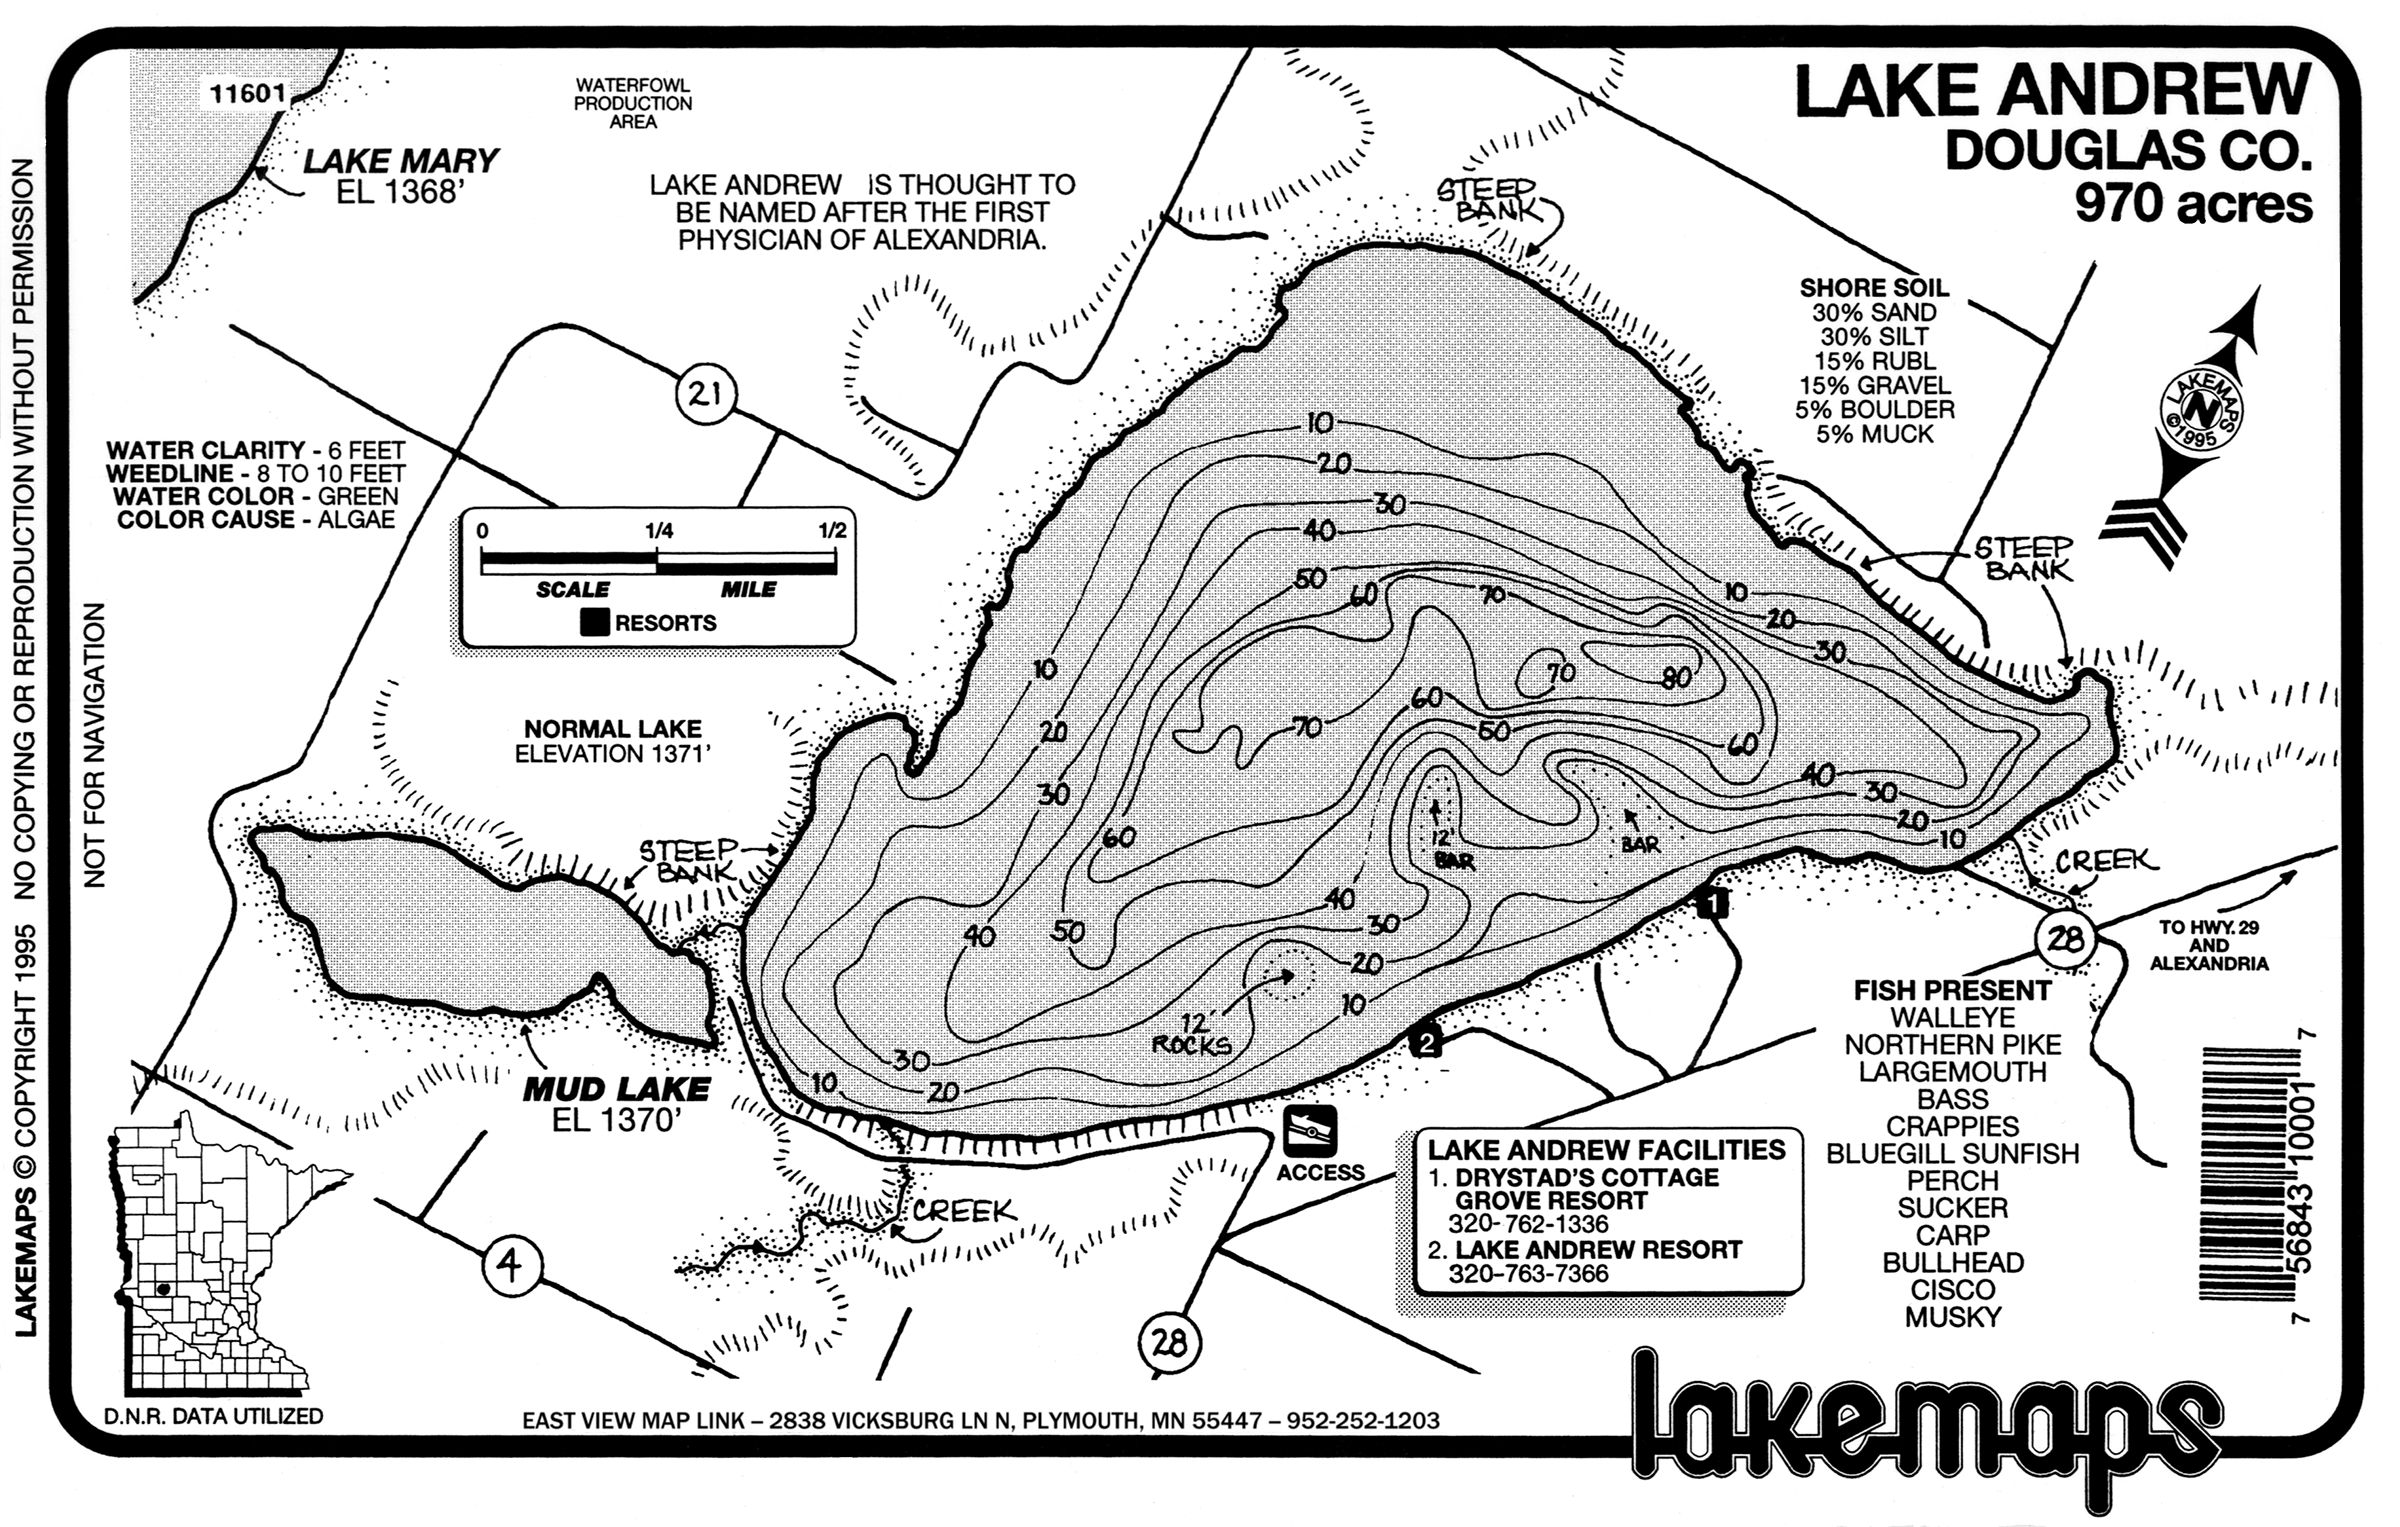 LAKE ANDREW
DOUGLAS CO.
970 acres
11601
LAKE MARY
EL 1368'
WATERFOWL
PRODUCTION
AREA
LAKE ANDREW IS THOUGHT TO
BE NAMED AFTER THE FIRST
PHYSICIAN OF ALEXANDRIA.
STEEP
BANK
SHORE SOIL
30% SAND
30% SILT
15% RUBL
15% GRAVEL
5% BOULDER
5% MUCK
LAKEMAPS
N
©1995
21
WATER CLARITY - 6 FEET
WEEDLINE - 8 TO 10 FEET
WATER COLOR - GREEN
COLOR CAUSE - ALGAE
0 1/4 1/2
SCALE MILE
RESORTS
STEEP
BANK
10
20
30
40
50
60
70
10
20
30
70
80
10
20
30
60
70
50
60
40
30
20
10
60
12'
BAR
BAR
40
50
40
30
20
10
12'
ROCKS
30
20
10
NORMAL LAKE
ELEVATION 1371'
STEEP
BANK
CREEK
1
2
28
TO HWY. 29
AND
ALEXANDRIA
MUD LAKE
EL 1370'
ACCESS
CREEK
4
28
LAKE ANDREW FACILITIES
1. DRYSTAD'S COTTAGE
GROVE RESORT
320-762-1336
2. LAKE ANDREW RESORT
320-763-7366
FISH PRESENT
WALLEYE
NORTHERN PIKE
LARGEMOUTH
BASS
CRAPPIES
BLUEGILL SUNFISH
PERCH
SUCKER
CARP
BULLHEAD
CISCO
MUSKY
7 56843 10001 7
D.N.R. DATA UTILIZED
EAST VIEW MAP LINK – 2838 VICKSBURG LN N, PLYMOUTH, MN 55447 – 952-252-1203
lakemaps
LAKEMAPS © COPYRIGHT 1995 NO COPYING OR REPRODUCTION WITHOUT PERMISSION
NOT FOR NAVIGATION